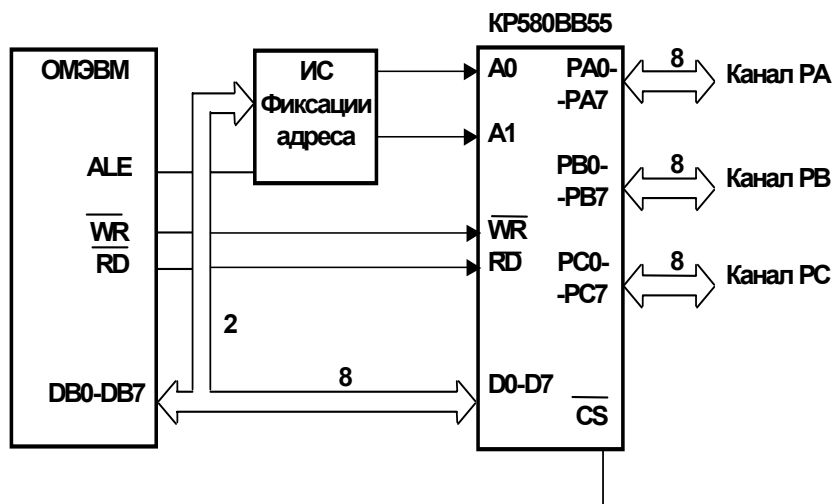 КР580ВВ55
ОМЭВМ
ALE
WR
RD
DB0-DB7
ИС
Фиксации
адреса
2
8
A0
A1
WR
RD
D0-D7
CS
PA0-
-PA7
PB0-
-PB7
PC0-
-PC7
8
Канал PA
8
Канал PB
8
Канал PC